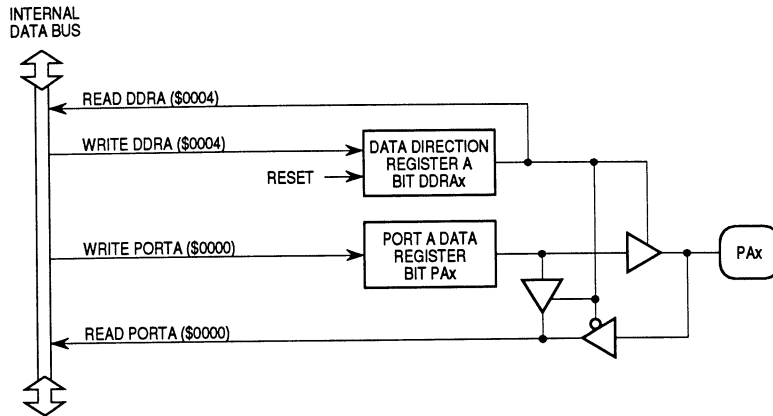 INTERNAL
DATA BUS
READ DDRA ($0004)
WRITE DDRA ($0004)
DATA DIRECTION
REGISTER A
BIT DDRAx
RESET
WRITE PORTA ($0000)
PORT A DATA
REGISTER
BIT PAx
PAx
READ PORTA ($0000)